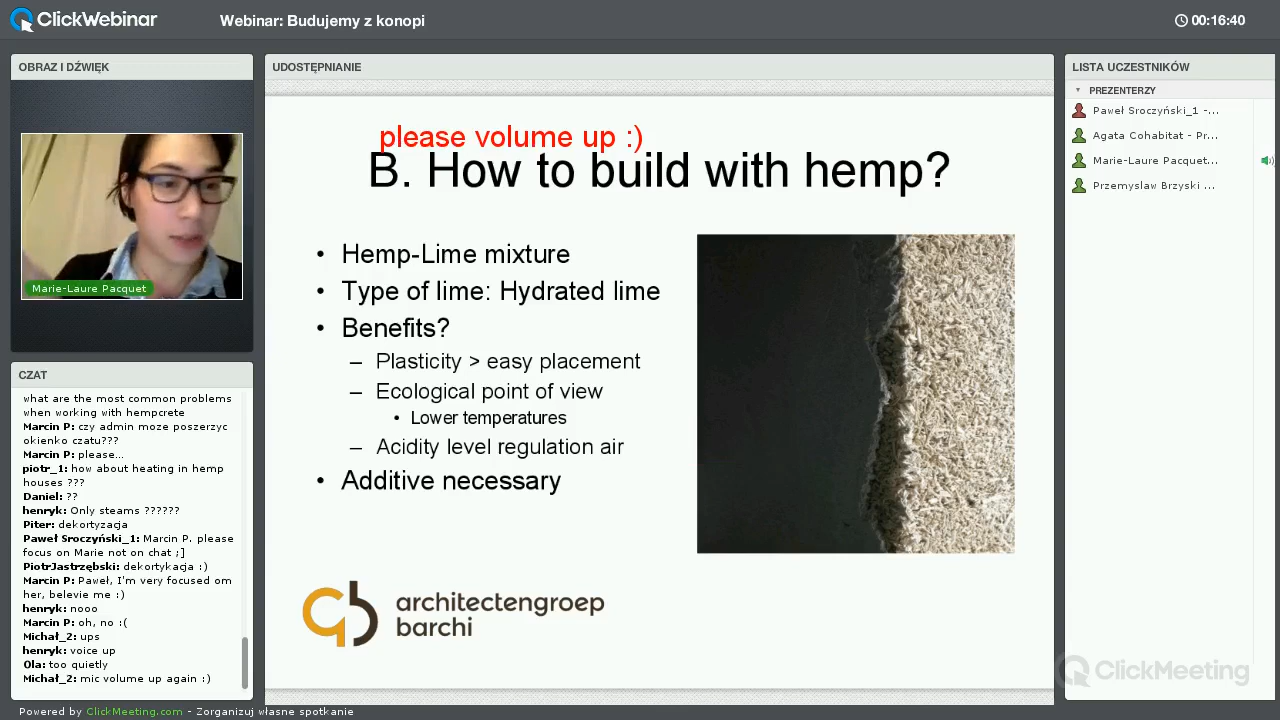 ClickWebinar
Webinar: Budujemy z konopi
00:16:40
OBRAZ I DŹWIĘK
Marie-Laure Pacquet
CZAT
what are the most common problems
when working with hempcrete
Marcin P: czy admin moze poszerzyc
okienko czatu???
Marcin P: please...
piotr_1: how about heating in hemp
houses ???
Daniel: ??
henryk: Only steams ??????
Piter: dekortyzacja
Paweł Sroczyński_1: Marcin P. please
focus on Marie not on chat ;]
PiotrJastrzębski: dekortykacja :)
Marcin P: Paweł, I'm very focused om
her, belevie me :)
henryk: nooo
Marcin P: oh, no :(
Michał_2: ups
henryk: voice up
Ola: too quietly
Michał_2: mic volume up again :)
UDOSTĘPNIANIE
please volume up :)
B. How to build with hemp?
• Hemp-Lime mixture
• Type of lime: Hydrated lime
• Benefits?
– Plasticity > easy placement
– Ecological point of view
• Lower temperatures
– Acidity level regulation air
• Additive necessary
architectengroep
barchi
LISTA UCZESTNIKÓW
PREZENTERZY
Paweł Sroczyński_1 -...
Agata Cohabitat - Pr...
Marie-Laure Pacquet...
Przemyslaw Brzyski ...
ClickMeeting
Powered by ClickMeeting.com - Zorganizuj własne spotkanie